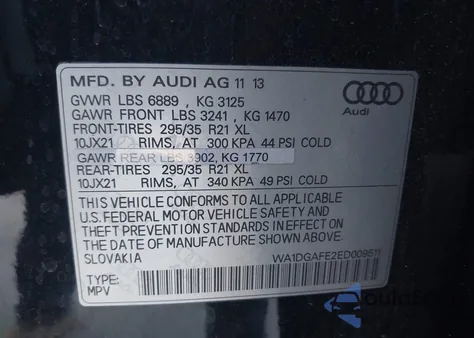 MFD. BY AUDI AG 11 13
GVWR LBS 6889 , KG 3125
GAWR FRONT LBS 3241 , KG 1470
FRONT-TIRES 295/35 R21 XL
10JX21 RIMS, AT 300 KPA 44 PSI COLD
GAWR REAR LBS 3902, KG 1770
REAR-TIRES 295/35 R21 XL
10JX21 RIMS, AT 340 KPA 49 PSI COLD
THIS VEHICLE CONFORMS TO ALL APPLICABLE
U.S. FEDERAL MOTOR VEHICLE SAFETY AND
THEFT PREVENTION STANDARDS IN EFFECT
ON THE DATE OF MANUFACTURE SHOWN ABOVE.
SLOVAKIA WA1DGAFE2ED009511
TYPE:
MPV
Audi